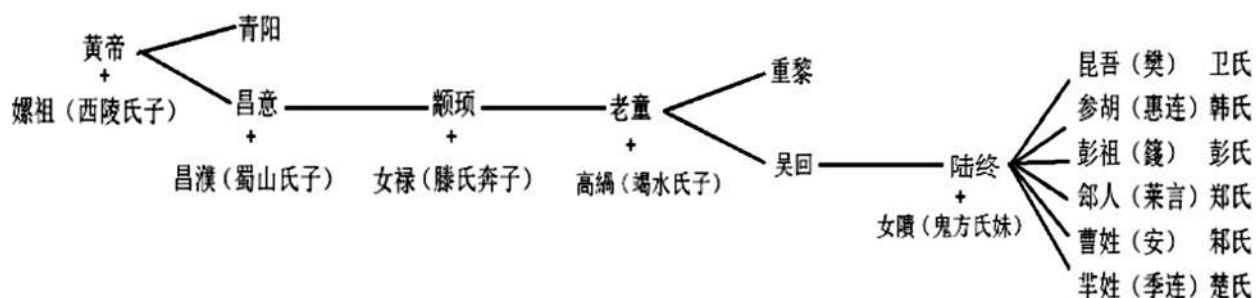 黄帝
+
嫘祖（西陵氏子）
青阳
昌意
+
昌濮（蜀山氏子）
颛顼
+
女禄（滕氏奔子）
老童
+
高緺（竭水氏子）
重黎
吴回
陆终
+
女隤（鬼方氏妹）
昆吾（樊） 卫氏
参胡（惠连）韩氏
彭祖（籛） 彭氏
郐人（莱言）郑氏
曹姓（安） 邾氏
芈姓（季连）楚氏